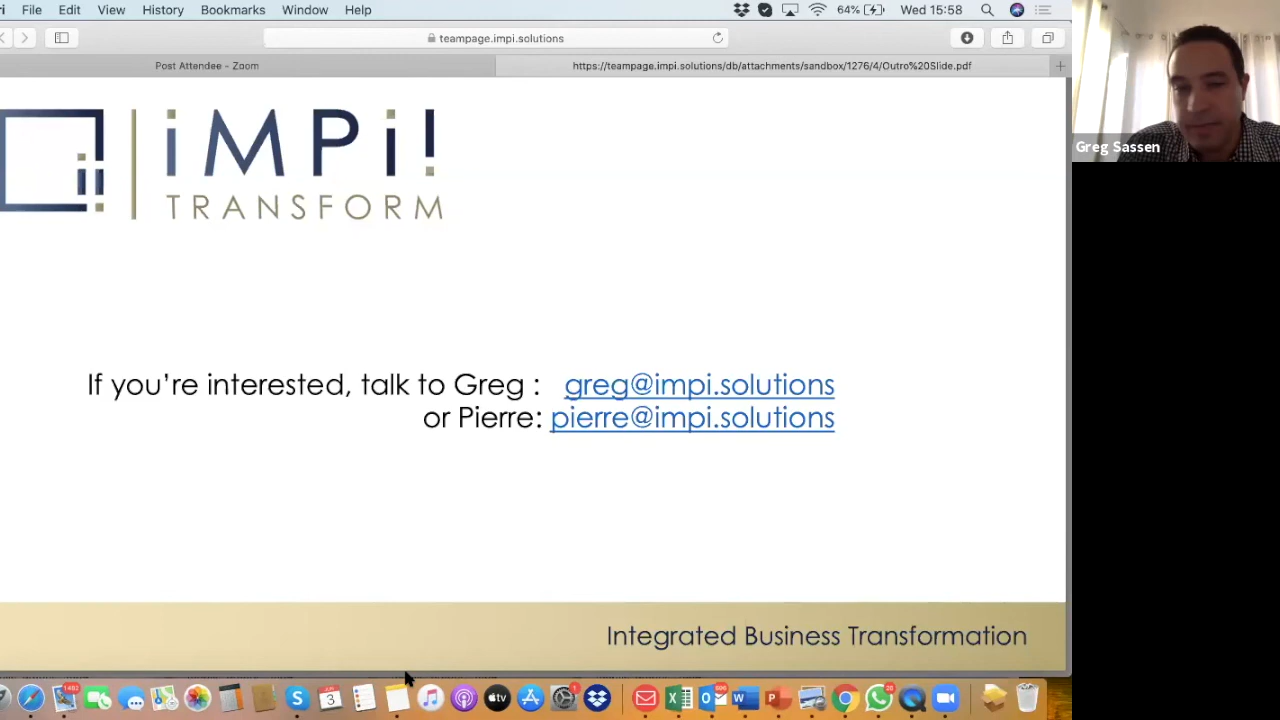 ri File Edit View History Bookmarks Window Help 64% Wed 15:58
teampage.impi.solutions
Post Attendee - Zoom https://teampage.impi.solutions/db/attachments/sandbox/1276/4/Outro%20Slide.pdf
Greg Sassen
iMPi!
TRANSFORM
If you're interested, talk to Greg : greg@impi.solutions
or Pierre: pierre@impi.solutions
Integrated Business Transformation